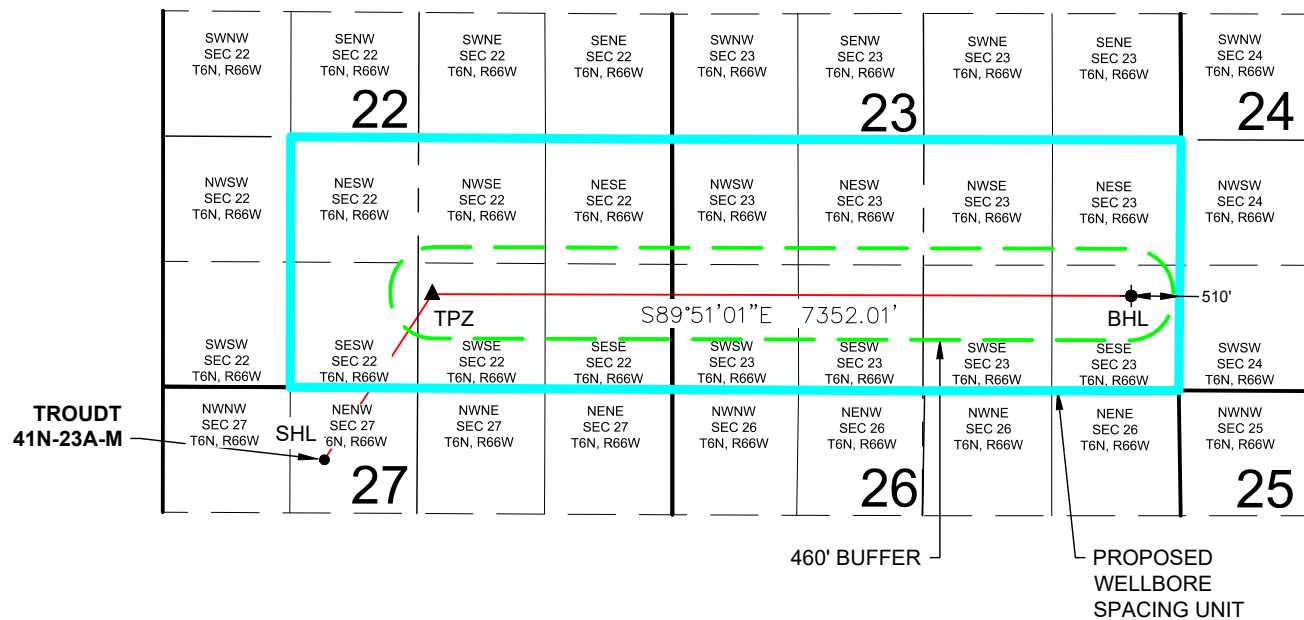 SWNW
SEC 22
T6N, R66W
SENW
SEC 22
T6N, R66W
SWNE
SEC 22
T6N, R66W
SENE
SEC 22
T6N, R66W
SWNW
SEC 23
T6N, R66W
SENW
SEC 23
T6N, R66W
SWNE
SEC 23
T6N, R66W
SENE
SEC 23
T6N, R66W
SWNW
SEC 24
T6N, R66W
22
23
24
NWSW
SEC 22
T6N, R66W
NESW
SEC 22
T6N, R66W
NWSE
SEC 22
T6N, R66W
NESE
SEC 22
T6N, R66W
NWSW
SEC 23
T6N, R66W
NESW
SEC 23
T6N, R66W
NWSE
SEC 23
T6N, R66W
NESE
SEC 23
T6N, R66W
NWSW
SEC 24
T6N, R66W
TPZ
S89°51'01"E 7352.01'
BHL
510'
SWSW
SEC 22
T6N, R66W
SESW
SEC 22
T6N, R66W
SWSE
SEC 22
T6N, R66W
SESE
SEC 22
T6N, R66W
SWSW
SEC 23
T6N, R66W
SESW
SEC 23
T6N, R66W
SWSE
SEC 23
T6N, R66W
SESE
SEC 23
T6N, R66W
SWSW
SEC 24
T6N, R66W
TROUDT
41N-23A-M
NWNW
SEC 27
T6N, R66W
SHL
NENW
SEC 27
T6N, R66W
NWNE
SEC 27
T6N, R66W
NENE
SEC 27
T6N, R66W
NWNW
SEC 26
T6N, R66W
NENW
SEC 26
T6N, R66W
NWNE
SEC 26
T6N, R66W
NENE
SEC 26
T6N, R66W
NWNW
SEC 25
T6N, R66W
27
26
25
460' BUFFER
PROPOSED
WELLBORE
SPACING UNIT